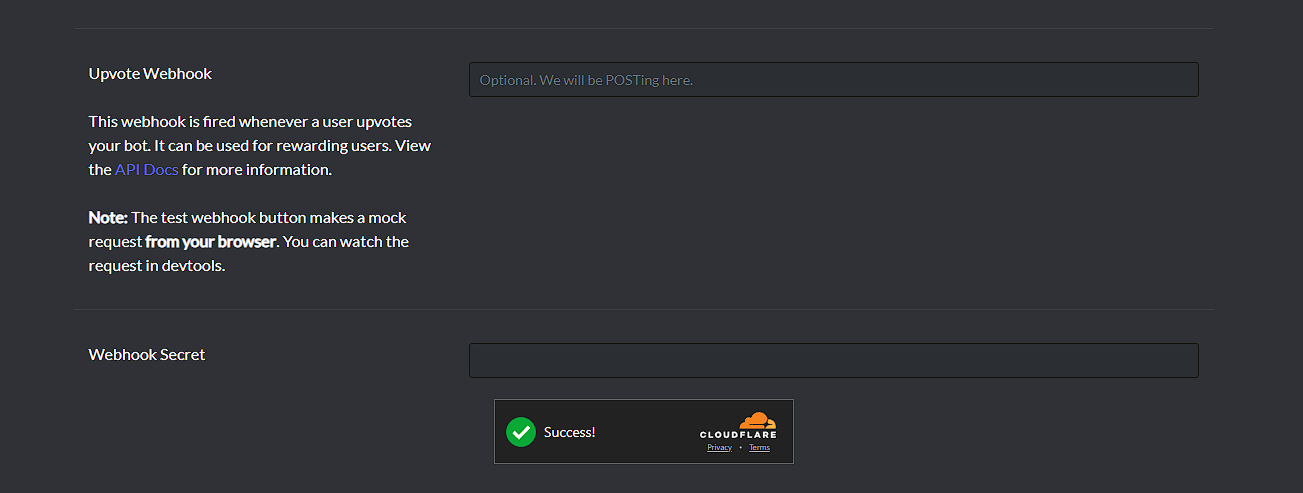 Upvote Webhook
Optional. We will be POSTing here.
This webhook is fired whenever a user upvotes
your bot. It can be used for rewarding users. View
the API Docs for more information.
Note: The test webhook button makes a mock
request from your browser. You can watch the
request in devtools.
Webhook Secret
Success!
CLOUDFLARE
Privacy • Terms